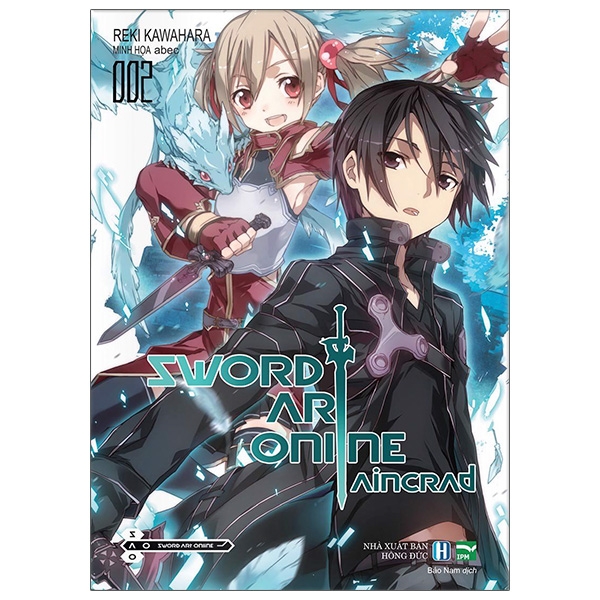 REKI KAWAHARA
MINH HỌA abec
002
SWORD
ART
ONLINE
AINCRAD
SAO
SWORD ART ONLINE
NHÀ XUẤT BẢN
HỒNG ĐỨC
H
IPM
Bảo Nam dịch